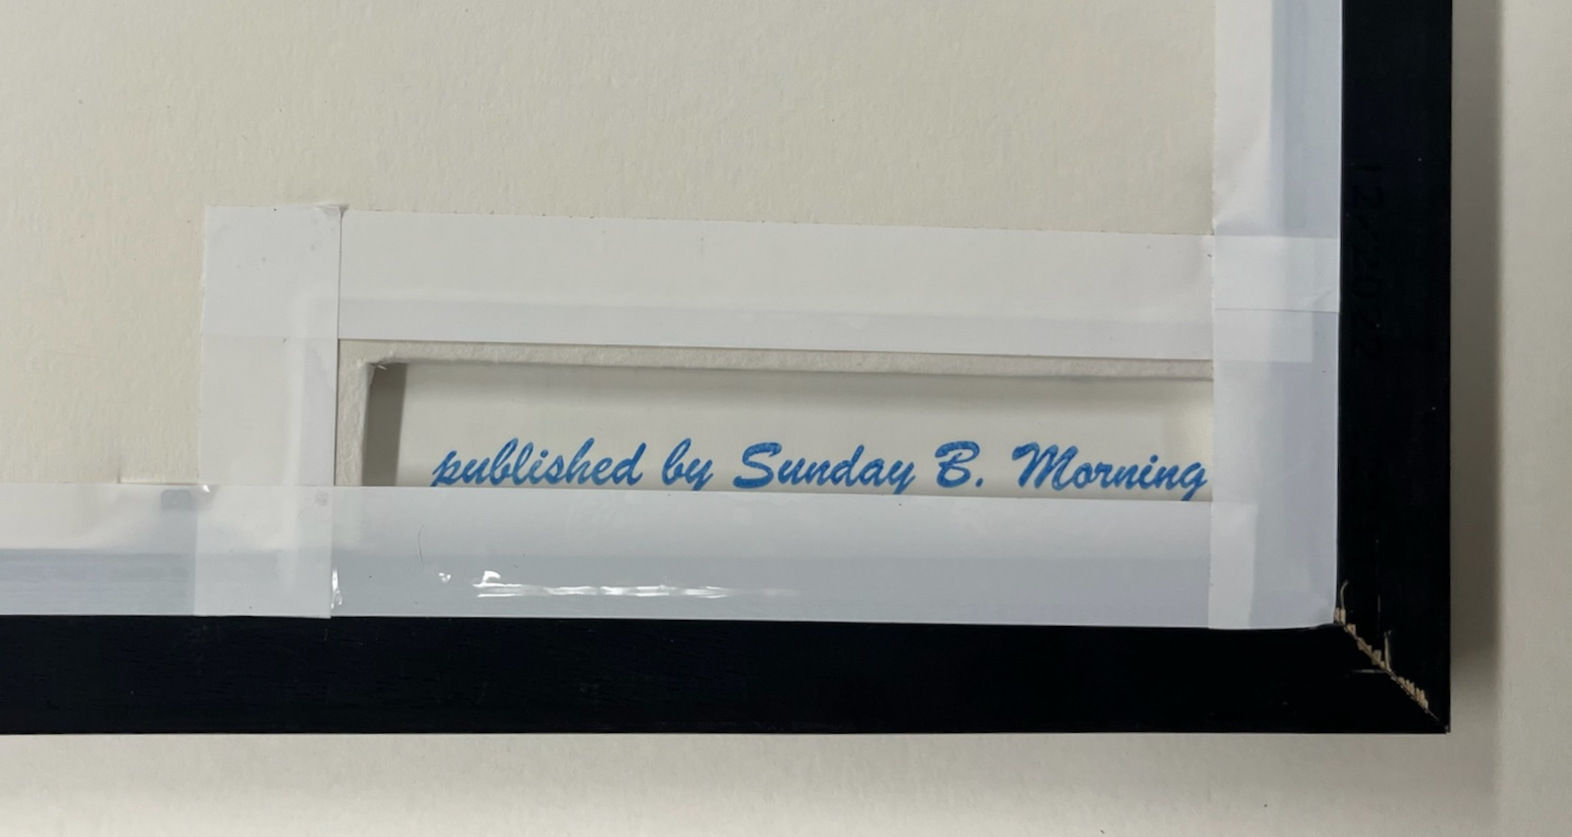 published by Sunday B. Morning